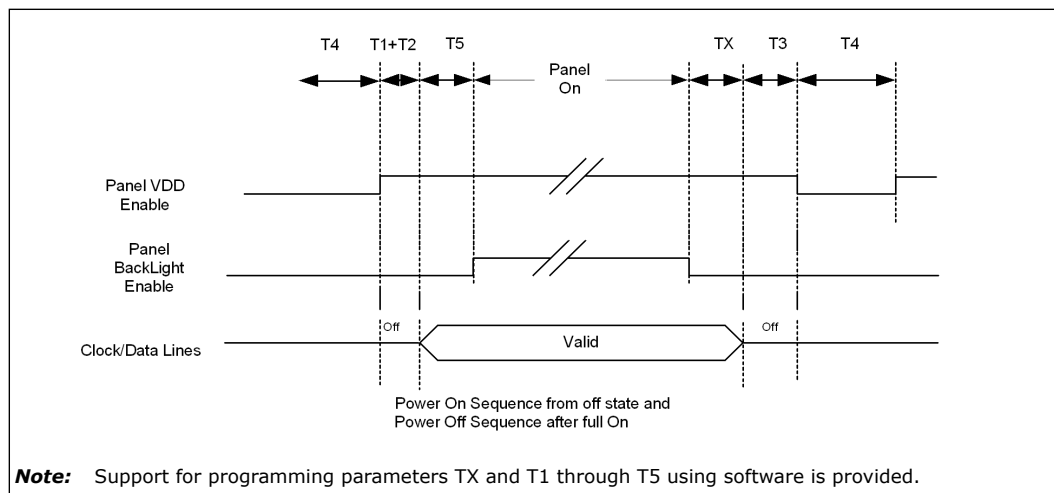 T4 T1+T2 T5 TX T3 T4
Panel
On
Panel VDD
Enable
Panel
BackLight
Enable
Off Off
Clock/Data Lines Valid
Power On Sequence from off state and
Power Off Sequence after full On
Note: Support for programming parameters TX and T1 through T5 using software is provided.